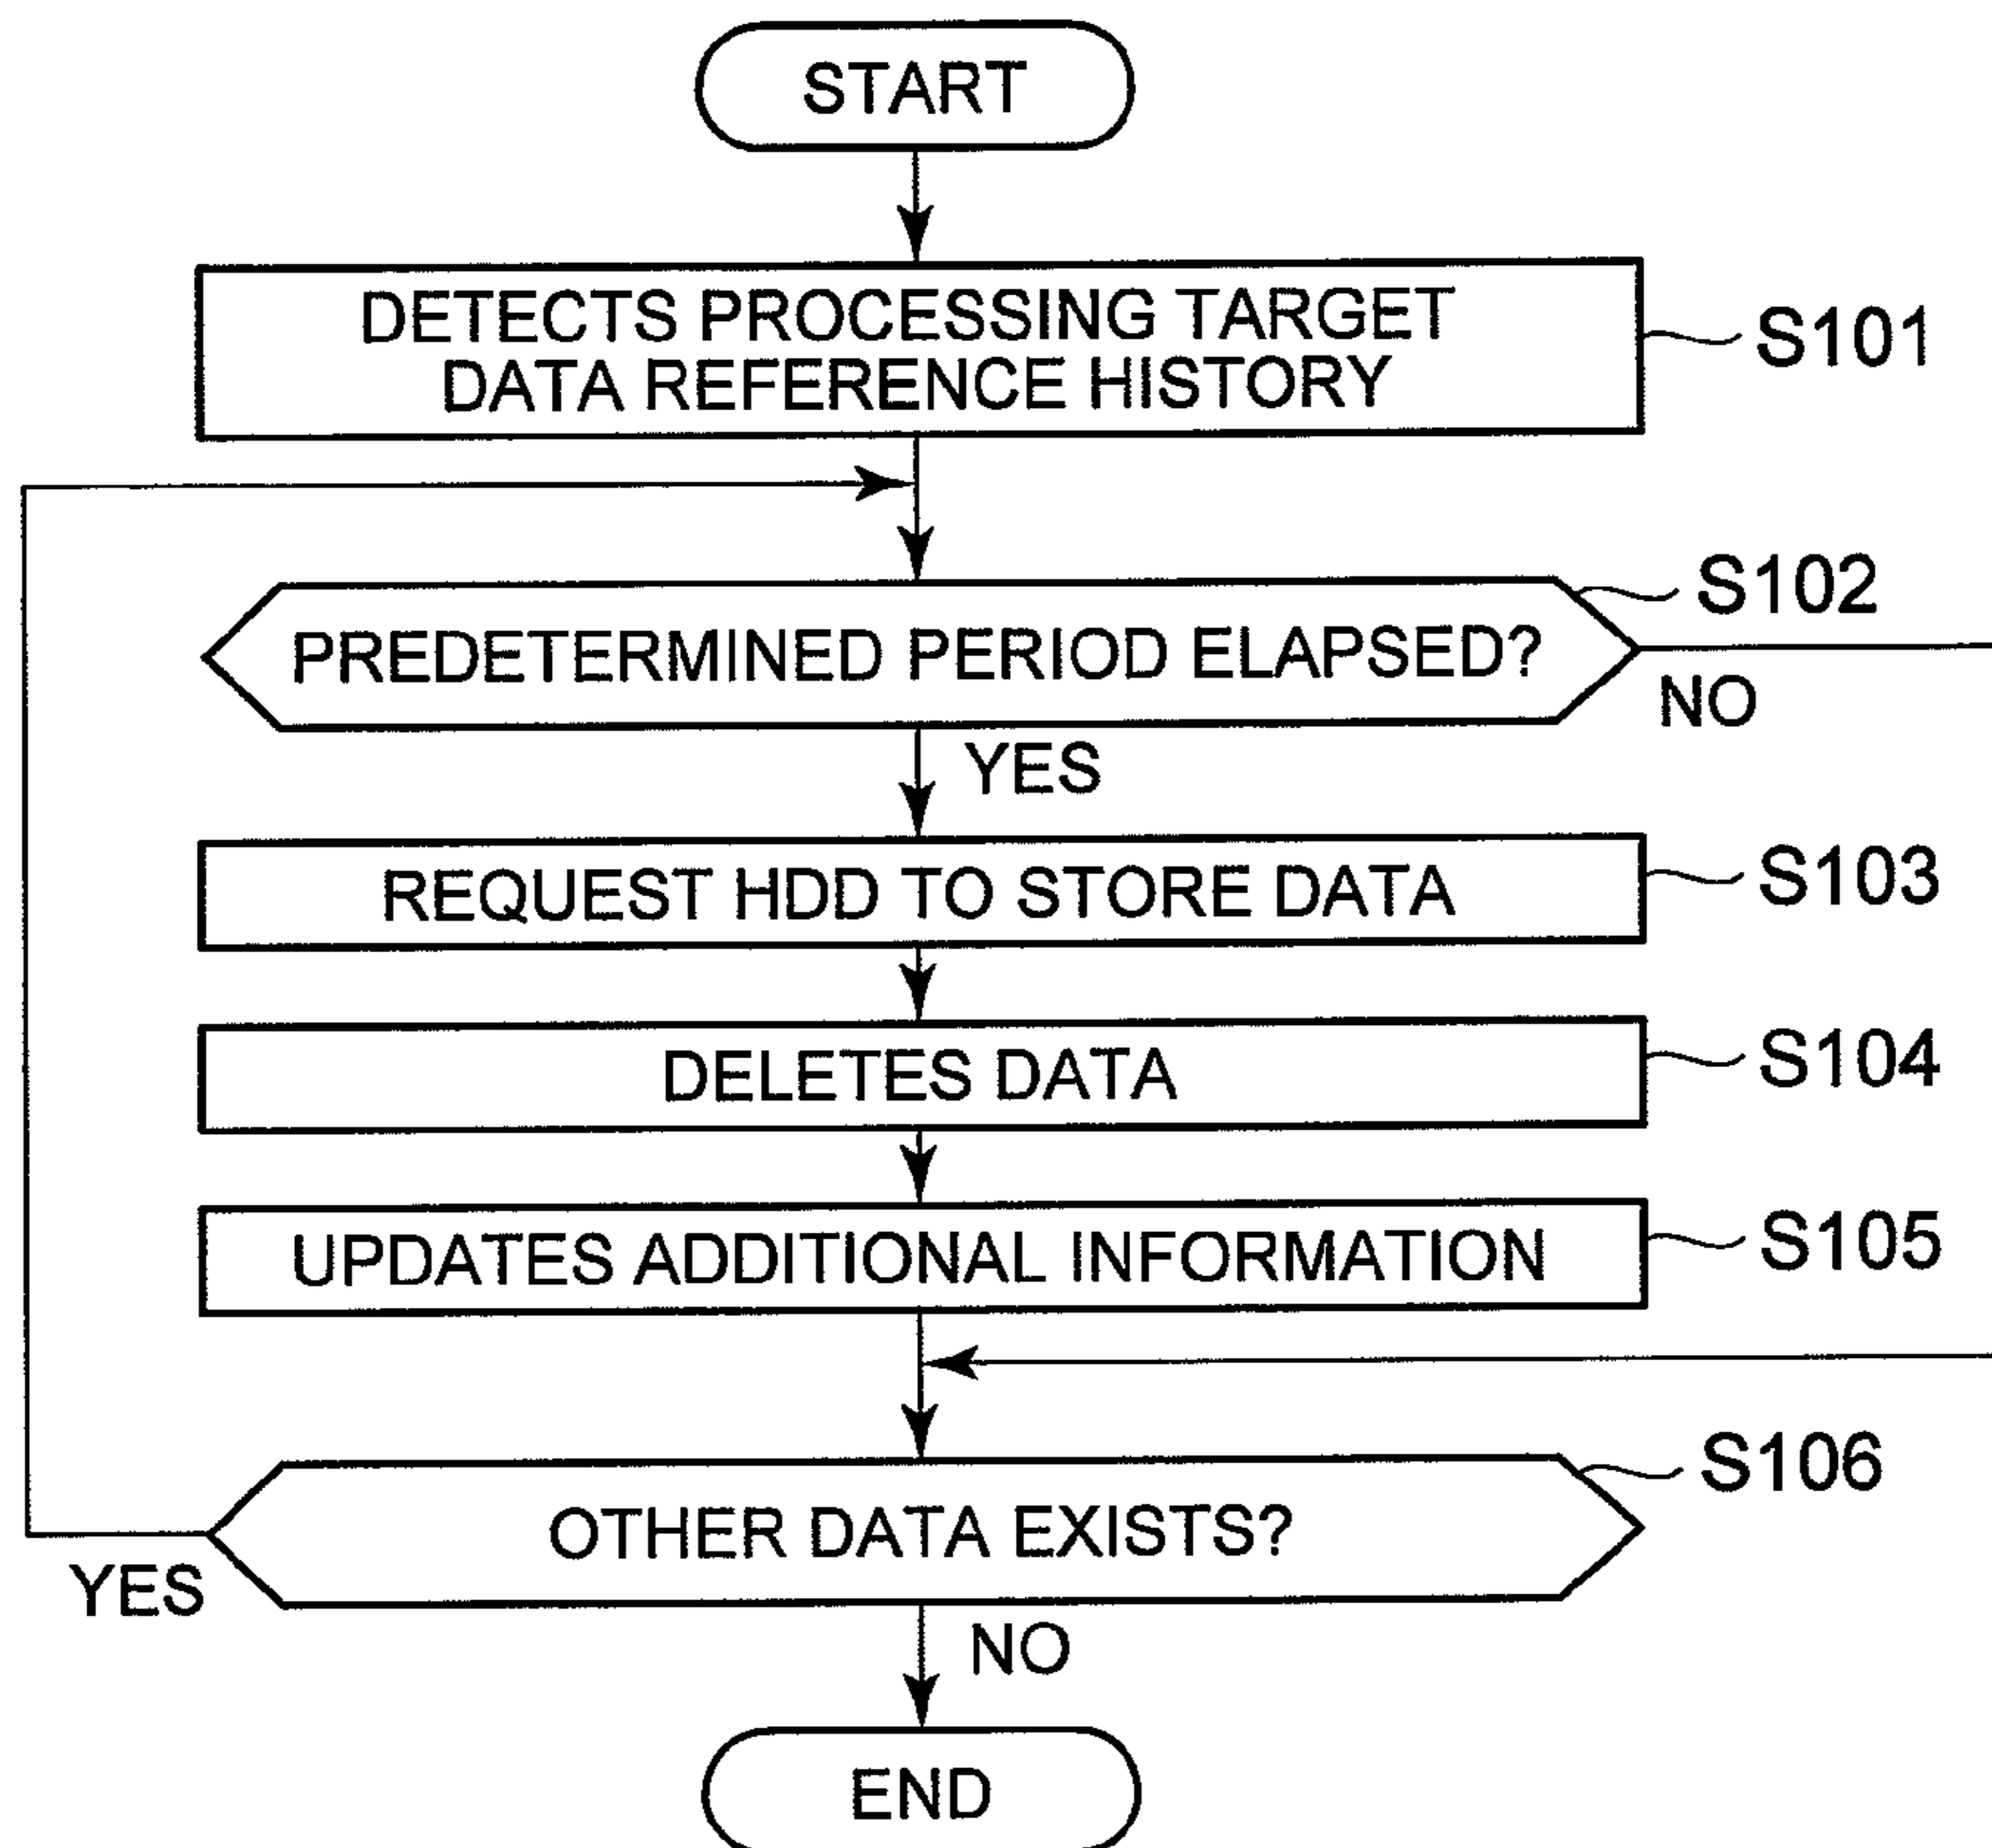 START
DETECTS PROCESSING TARGET
DATA REFERENCE HISTORY
S101
S102
PREDETERMINED PERIOD ELAPSED?
NO
YES
REQUEST HDD TO STORE DATA
S103
DELETES DATA
S104
UPDATES ADDITIONAL INFORMATION
S105
S106
OTHER DATA EXISTS?
YES
NO
END